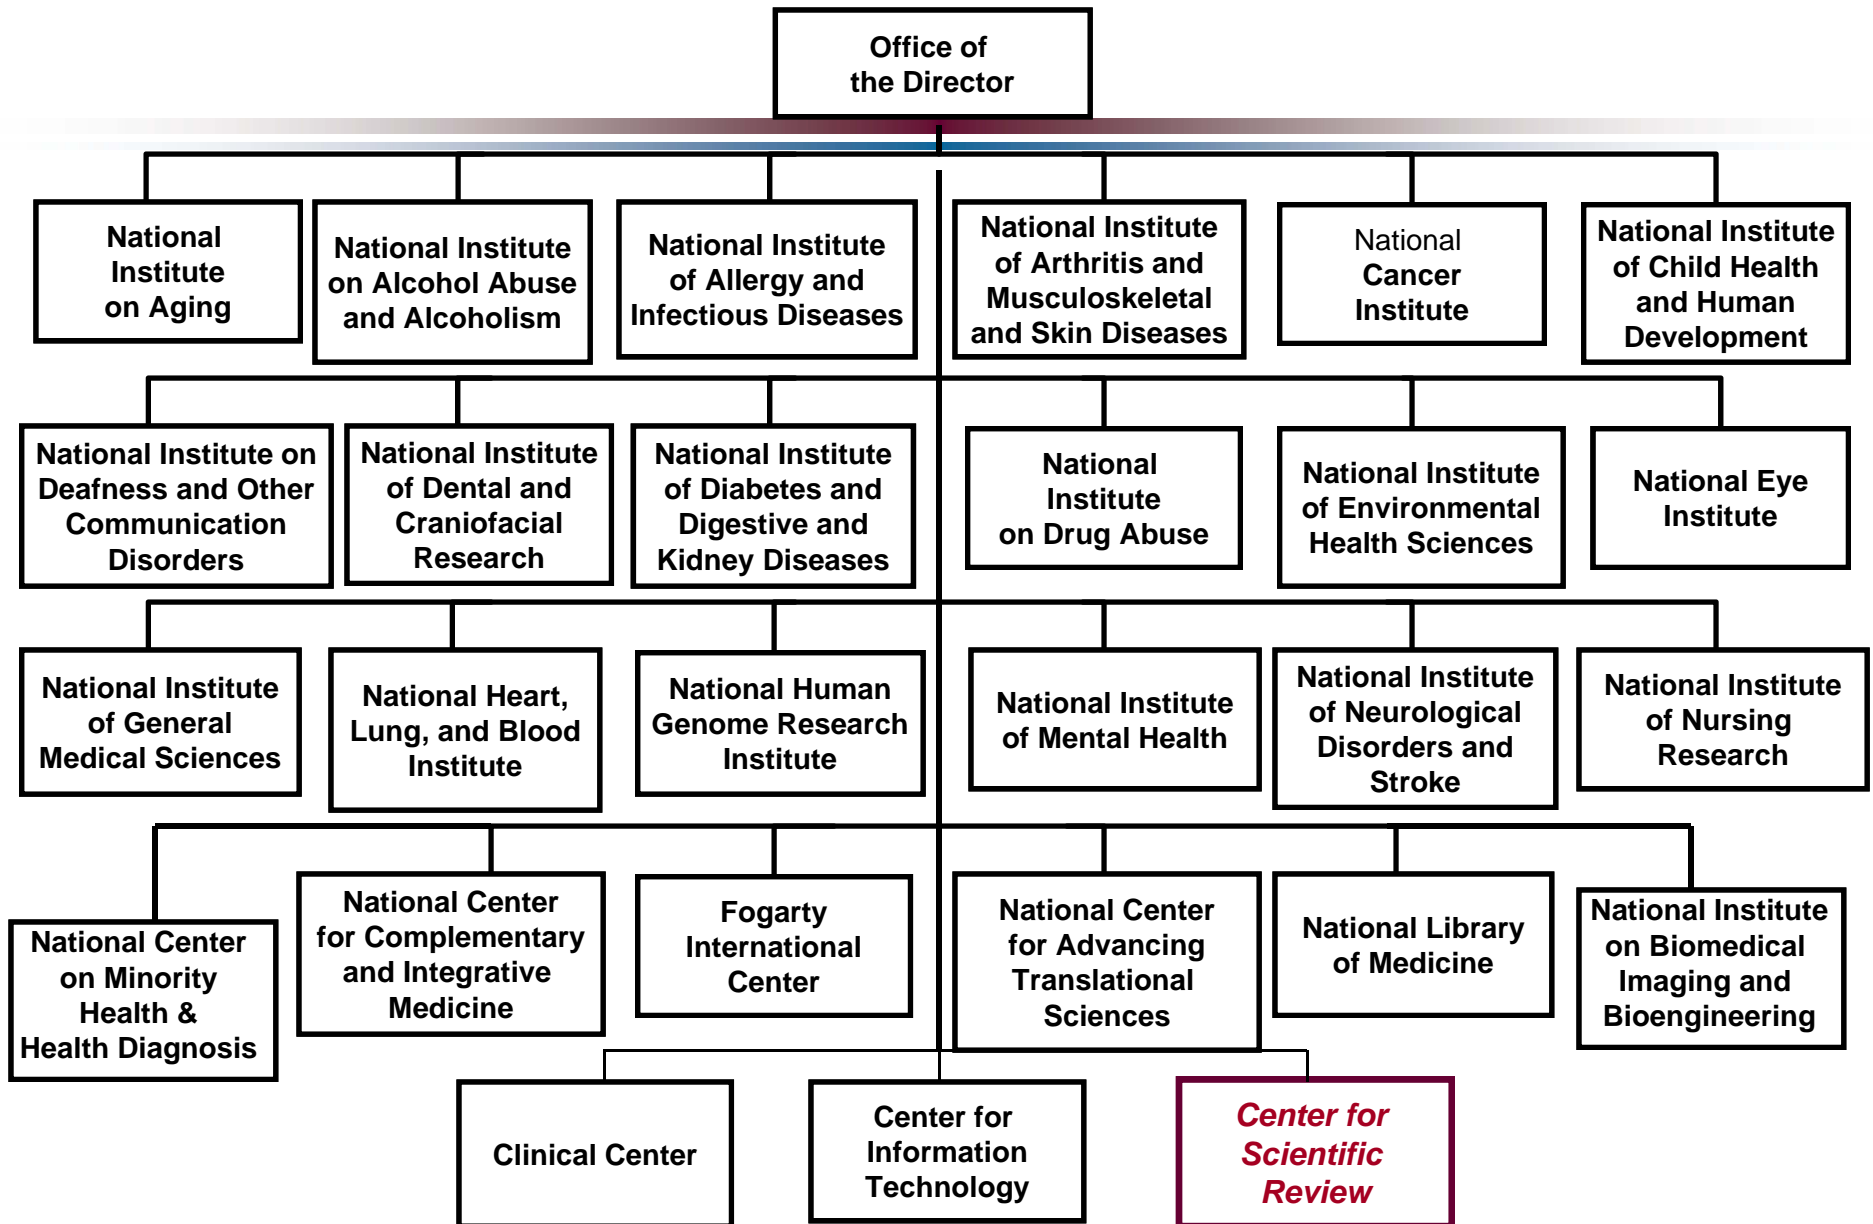 Office of
the Director
National
Institute
on Aging
National Institute
on Alcohol Abuse
and Alcoholism
National Institute
of Allergy and
Infectious Diseases
National Institute
of Arthritis and
Musculoskeletal
and Skin Diseases
National
Cancer
Institute
National Institute
of Child Health
and Human
Development
National Institute on
Deafness and Other
Communication
Disorders
National Institute
of Dental and
Craniofacial
Research
National Institute
of Diabetes and
Digestive and
Kidney Diseases
National
Institute
on Drug Abuse
National Institute
of Environmental
Health Sciences
National Eye
Institute
National Institute
of General
Medical Sciences
National Heart,
Lung, and Blood
Institute
National Human
Genome Research
Institute
National Institute
of Mental Health
National Institute
of Neurological
Disorders and
Stroke
National Institute
of Nursing
Research
National Center
on Minority
Health &
Health Diagnosis
National Center
for Complementary
and Integrative
Medicine
Fogarty
International
Center
National Center
for Advancing
Translational
Sciences
National Library
of Medicine
National Institute
on Biomedical
Imaging and
Bioengineering
Clinical Center
Center for
Information
Technology
Center for
Scientific
Review